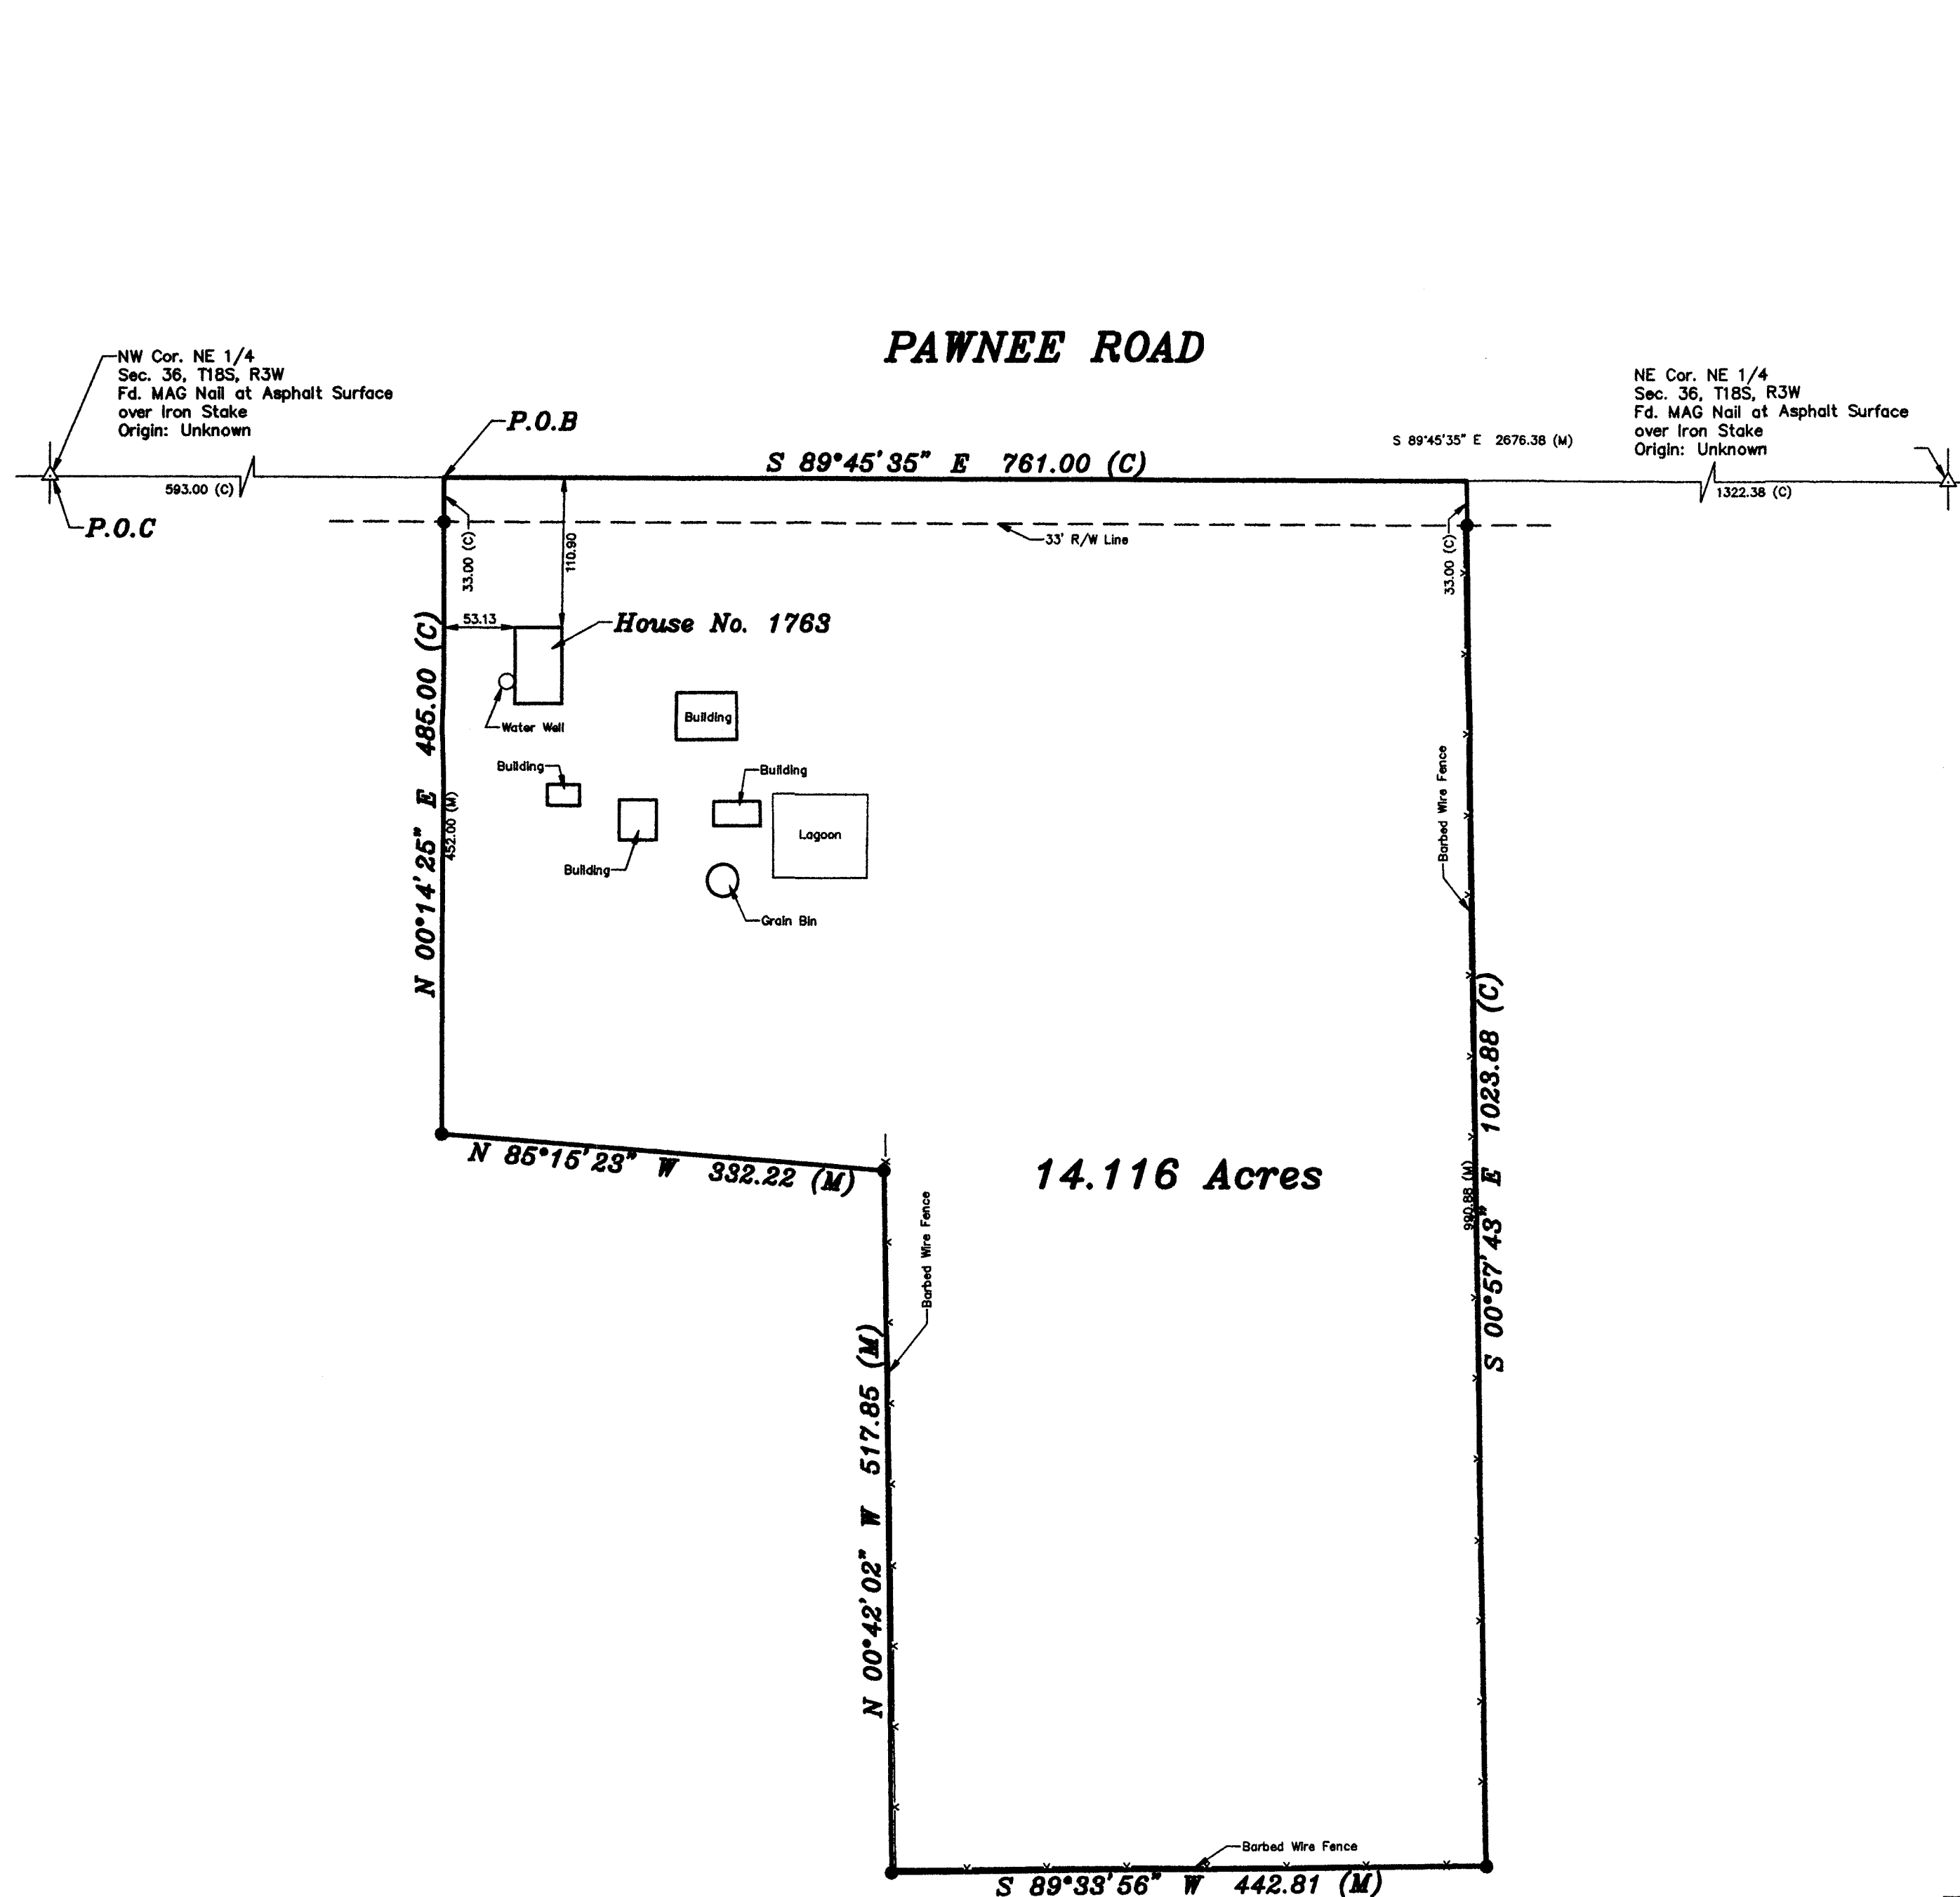 PAWNEE ROAD
NW Cor. NE 1/4
Sec. 36, T18S, R3W
Fd. MAG Nail at Asphalt Surface
over Iron Stake
Origin: Unknown
NE Cor. NE 1/4
Sec. 36, T18S, R3W
Fd. MAG Nail at Asphalt Surface
over Iron Stake
Origin: Unknown
P.O.B
S 89°45'35" E 2676.38 (M)
S 89°45'35" E 761.00 (C)
593.00 (C)
1322.38 (C)
P.O.C
33' R/W Line
33.00 (C)
110.90
33.00 (C)
53.13
House No. 1763
N 00°14'25" E 485.00 (C)
452.00 (M)
Water Well
Building
Building
Building
Building
Lagoon
Grain Bin
Barbed Wire Fence
S 00°57'43" E 1023.88 (C)
990.88 (M)
N 85°15'23" W 332.22 (M)
14.116 Acres
Barbed Wire Fence
N 00°42'02" W 517.85 (M)
Barbed Wire Fence
S 89°33'56" W 442.81 (M)